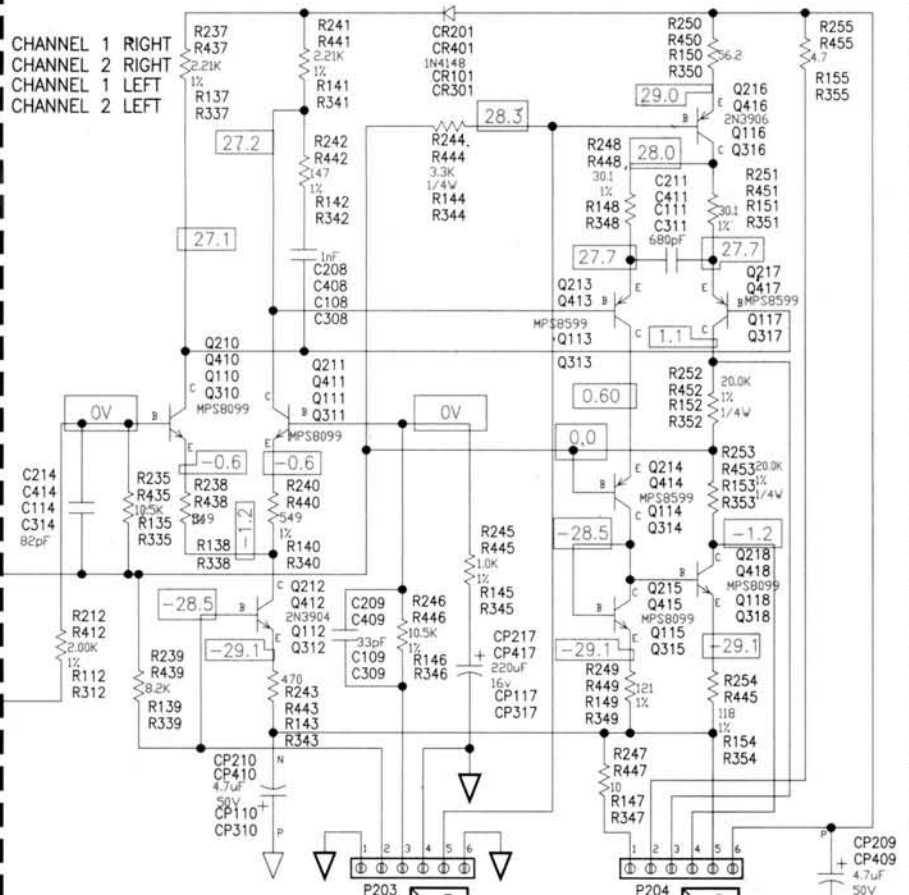 CHANNEL 1 RIGHT
CHANNEL 2 RIGHT
CHANNEL 1 LEFT
CHANNEL 2 LEFT
R237
R437
2.21K
1%
R137
R337
R241
R441
2.21K
1%
R141
R341
CR201
CR401
1N4148
CR101
CR301
R250
R450
R150
R350
56.2
R255
R455
4.7
R155
R355
29.0
E
B
C
Q216
Q416
2N3906
Q116
Q316
28.3
27.2
R242
R442
147
1%
R142
R342
R244
R444
3.3K
1/4W
R144
R344
R248
R448
30.1
1%
R148
R348
28.0
C211
C411
C111
C311
680pF
R251
R451
R151
R351
30.1
1%
27.1
1nF
C208
C408
C108
C308
27.7
27.7
Q213
Q413
MPS8599
Q113
Q313
E
B
C
Q217
Q417
MPS8599
Q117
Q317
E
B
C
1.1
Q210
Q410
Q110
Q310
MPS8099
C
B
E
Q211
Q411
Q111
Q311
MPS8099
C
B
E
0V
0V
0.60
R252
R452
R152
R352
20.0K
1%
1/4W
0.0
-0.6
-0.6
C214
C414
C114
C314
82pF
R235
R435
10.5K
R135
R335
R238
R438
549
R138
R338
-1.2
R240
R440
549
1%
R140
R340
Q214
Q414
MPS8599
Q114
Q314
E
B
C
R253
R453
R153
R353
20.0K
1%
1/4W
-28.5
-1.2
R245
R445
1.0K
1%
R145
R345
Q218
Q418
MPS8099
Q118
Q318
C
B
E
-28.5
Q212
Q412
2N3904
Q112
Q312
C
B
E
C209
C409
33pF
C109
C309
R246
R446
10.5K
1%
R146
R346
Q215
Q415
MPS8099
Q115
Q315
C
B
E
R212
R412
2.00K
1%
R112
R312
-29.1
CP217
CP417
+
220uF
16v
CP117
CP317
-29.1
-29.1
R239
R439
8.2K
R139
R339
470
R243
R443
R143
R343
R249
R449
R149
R349
121
1%
R254
R445
118
1%
R154
R354
CP210
CP410
4.7uF
50V
+
CP110
CP310
N
P
R247
R447
10
R147
R347
1 2 3 4 5 6
P203
1 2 3 4 5 6
P204
P
+
CP209
CP409
4.7uF
50V